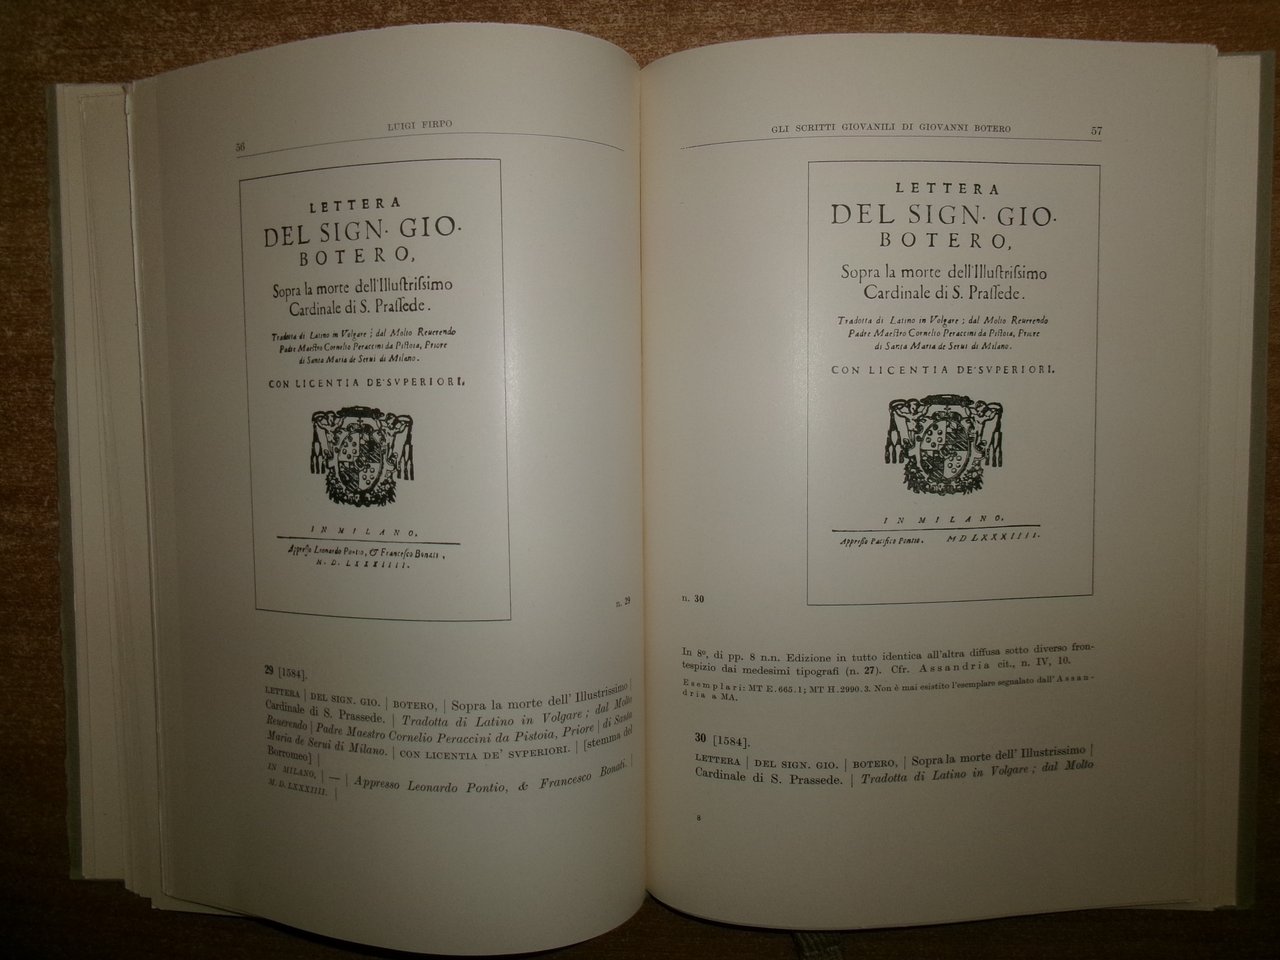 56
LUIGI FIRPO
LETTERA
DEL SIGN. GIO.
BOTERO,
Sopra la morte dell'Illuſtriſsimo
Cardinale di S. Praſſede.
Tradotta di Latino in Volgare ; dal Molto Reuerendo
Padre Maestro Cornelio Peraccini da Pistoia, Priore
di Santa Maria de Serui di Milano.
CON LICENTIA DE'SVPERIORI.
IN MILANO,
Appreſſo Leonardo Pontio, & Franceſco Bonati,
M. D. LXXXIIII.
n. 29
29 [1584].
LETTERA | DEL SIGN. GIO. | BOTERO, | Sopra la morte dell' Illustrissimo |
Cardinale di S. Prassede. | Tradotta di Latino in Volgare ; dal Molto
Reuerendo | Padre Maestro Cornelio Peraccini da Pistoia, Priore | di Santa
Maria de Serui di Milano. | CON LICENTIA DE' SVPERIORI. | [stemma del
Borromeo] |
IN MILANO, | — | Appresso Leonardo Pontio, & Francesco Bonati. |
M. D. LXXXIIII. |
GLI SCRITTI GIOVANILI DI GIOVANNI BOTERO
57
LETTERA
DEL SIGN. GIO.
BOTERO,
Sopra la morte dell'Illuſtriſsimo
Cardinale di S. Praſſede.
Tradotta di Latino in Volgare ; dal Molto Reuerendo
Padre Maestro Cornelio Peraccini da Pistoia, Priore
di Santa Maria de Serui di Milano.
CON LICENTIA DE'SVPERIORI.
IN MILANO,
Appreſſo Pacifico Pontio. MDLXXXIIII.
n. 30
In 8º, di pp. 8 n.n. Edizione in tutto identica all'altra diffusa sotto diverso fron-
tespizio dai medesimi tipografi (n. 27). Cfr. Assandria cit., n. IV, 10.
Esemplari: MT E. 665. 1; MT H. 2990. 3. Non è mai esistito l'esemplare segnalato dall'Assan-
dria a MA.
30 [1584].
LETTERA | DEL SIGN. GIO. | BOTERO, | Sopra la morte dell' Illustrissimo |
Cardinale di S. Prassede. | Tradotta di Latino in Volgare ; dal Molto
8